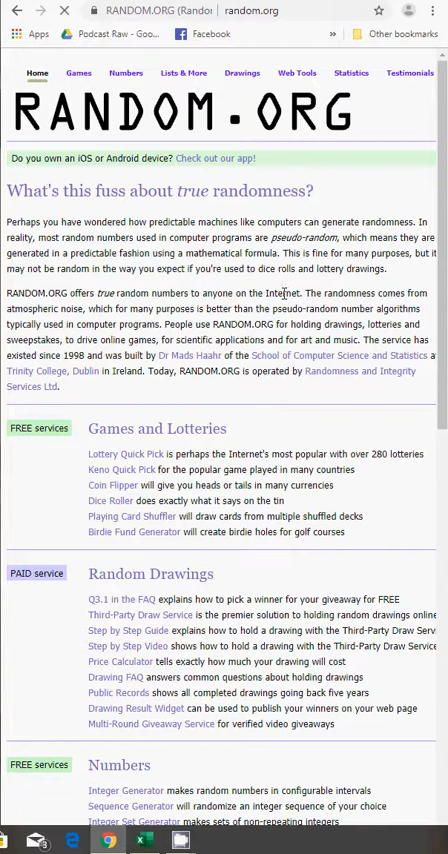 RANDOM.ORG (Rando random.org
Apps Podcast Raw - Goo... Facebook » Other bookmarks
Home Games Numbers Lists & More Drawings Web Tools Statistics Testimonials
RANDOM.ORG
Do you own an iOS or Android device? Check out our app!
What's this fuss about true randomness?
Perhaps you have wondered how predictable machines like computers can generate randomness. In
reality, most random numbers used in computer programs are pseudo-random, which means they are
generated in a predictable fashion using a mathematical formula. This is fine for many purposes, but it
may not be random in the way you expect if you're used to dice rolls and lottery drawings.
RANDOM.ORG offers true random numbers to anyone on the Internet. The randomness comes from
atmospheric noise, which for many purposes is better than the pseudo-random number algorithms
typically used in computer programs. People use RANDOM.ORG for holding drawings, lotteries and
sweepstakes, to drive online games, for scientific applications and for art and music. The service has
existed since 1998 and was built by Dr Mads Haahr of the School of Computer Science and Statistics at
Trinity College, Dublin in Ireland. Today, RANDOM.ORG is operated by Randomness and Integrity
Services Ltd.
FREE services Games and Lotteries
Lottery Quick Pick is perhaps the Internet's most popular with over 280 lotteries
Keno Quick Pick for the popular game played in many countries
Coin Flipper will give you heads or tails in many currencies
Dice Roller does exactly what it says on the tin
Playing Card Shuffler will draw cards from multiple shuffled decks
Birdie Fund Generator will create birdie holes for golf courses
PAID service Random Drawings
Q3.1 in the FAQ explains how to pick a winner for your giveaway for FREE
Third-Party Draw Service is the premier solution to holding random drawings online
Step by Step Guide explains how to hold a drawing with the Third-Party Draw Servi
Step by Step Video shows how to hold a drawing with the Third-Party Draw Service
Price Calculator tells exactly how much your drawing will cost
Drawing FAQ answers common questions about holding drawings
Public Records shows all completed drawings going back five years
Drawing Result Widget can be used to publish your winners on your web page
Multi-Round Giveaway Service for verified video giveaways
FREE services Numbers
Integer Generator makes random numbers in configurable intervals
Sequence Generator will randomize an integer sequence of your choice
Integer Set Generator makes sets of non-repeating integers
3